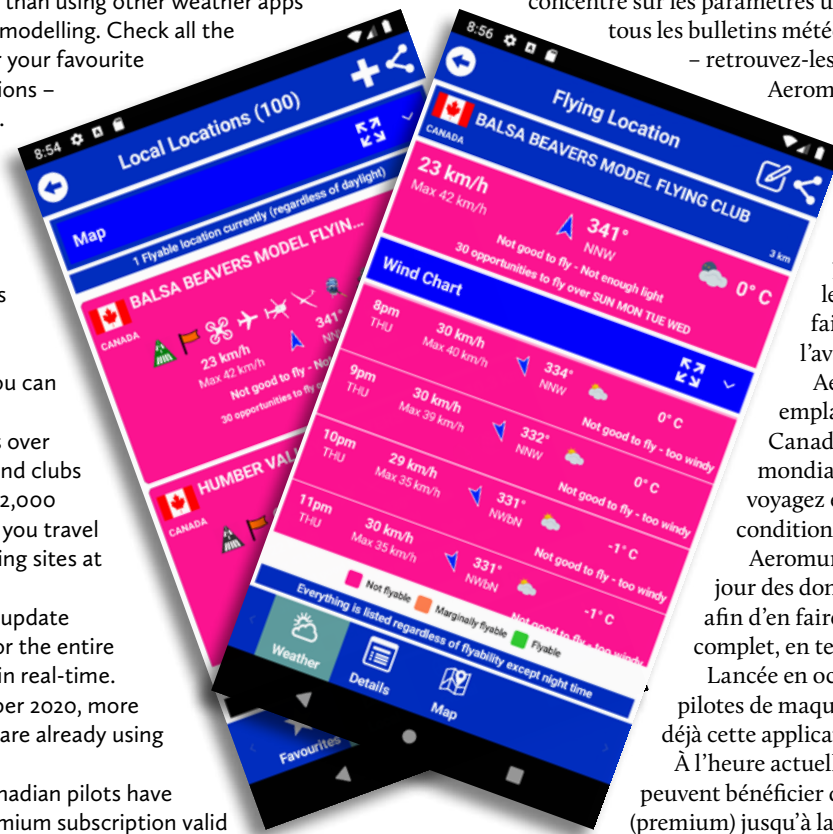 than using other weather apps
modelling. Check all the
your favourite
ions –
.
s
ou can
s over
nd clubs
2,000
you travel
ing sites at
update
or the entire
in real-time.
ber 2020, more
are already using
nadian pilots have
mium subscription valid
8:54
Local Locations (100)
Map
1 Flyable location currently (regardless of daylight)
BALSA BEAVERS MODEL FLYIN...
CANADA
23 km/h
Max 42 km/h
341°
Not good to fly - Not
30 opportunities to fly
HUMBER VAL
CANADA
Favourites
8:56
Flying Location
CANADA
BALSA BEAVERS MODEL FLYING CLUB
3 km
23 km/h
Max 42 km/h
341°
NNW
0° C
Not good to fly - Not enough light
30 opportunities to fly over SUN MON TUE WED
Wind Chart
8pm
THU
30 km/h
Max 40 km/h
334°
NNW
0° C
Not good to fly - too windy
9pm
THU
30 km/h
Max 39 km/h
332°
NNW
0° C
Not good to fly - too windy
10pm
THU
29 km/h
Max 35 km/h
331°
NWbN
-1° C
Not good to fly - too windy
11pm
THU
30 km/h
Max 35 km/h
331°
NWbN
-1° C
Not good to fly - too windy
Not flyable
Marginally flyable
Flyable
Everything is listed regardless of flyability except night time
Weather
Details
Map
concentre sur les paramètres u
tous les bulletins mété
– retrouvez-les
Aerom
le
fai
l’av
Ae
empla
Canad
mondia
voyagez
condition
Aeromu
jour des don
afin d’en faire
complet, en te
Lancée en oc
pilotes de maqu
déjà cette applica
À l’heure actuell
peuvent bénéficier
(premium) jusqu’à la